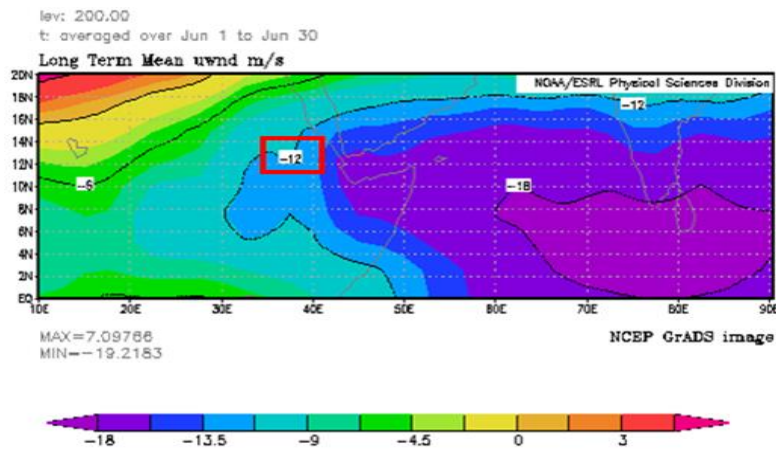 lev: 200.00
t: averaged over Jun 1 to Jun 30
Long Term Mean uwnd m/s
NOAA/ESRL Physical Sciences Division
20N
18N
16N
14N
12N
10N
8N
6N
4N
2N
EQ
-12
-12
-6
-18
10E 20E 30E 40E 50E 60E 70E 80E 90E
MAX=7.09766
MIN=-19.2183
NCEP GrADS image
-18 -13.5 -9 -4.5 0 3